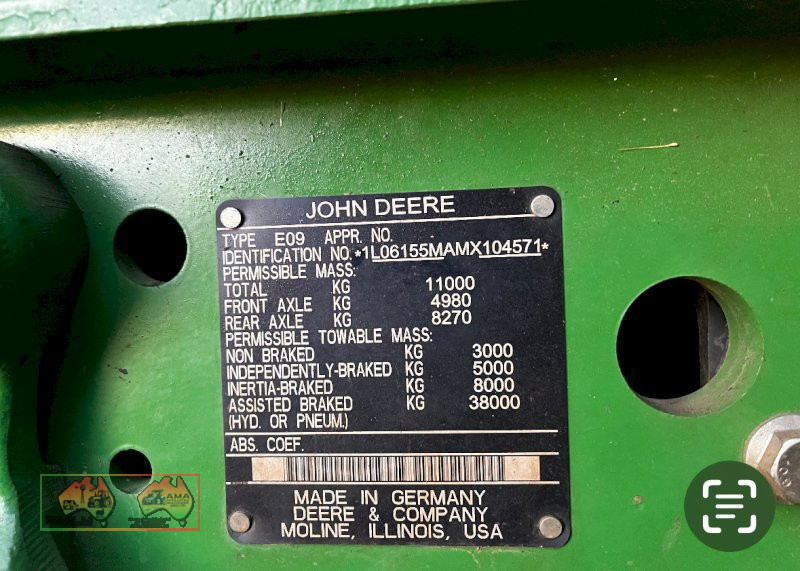 JOHN DEERE
TYPE E09 APPR. NO.
IDENTIFICATION NO. *1L06155MAMX104571*
PERMISSIBLE MASS:
TOTAL KG 11000
FRONT AXLE KG 4980
REAR AXLE KG 8270
PERMISSIBLE TOWABLE MASS:
NON BRAKED KG 3000
INDEPENDENTLY-BRAKED KG 5000
INERTIA-BRAKED KG 8000
ASSISTED BRAKED KG 38000
(HYD. OR PNEUM.)
ABS. COEF.
MADE IN GERMANY
DEERE & COMPANY
MOLINE, ILLINOIS, USA
AMA